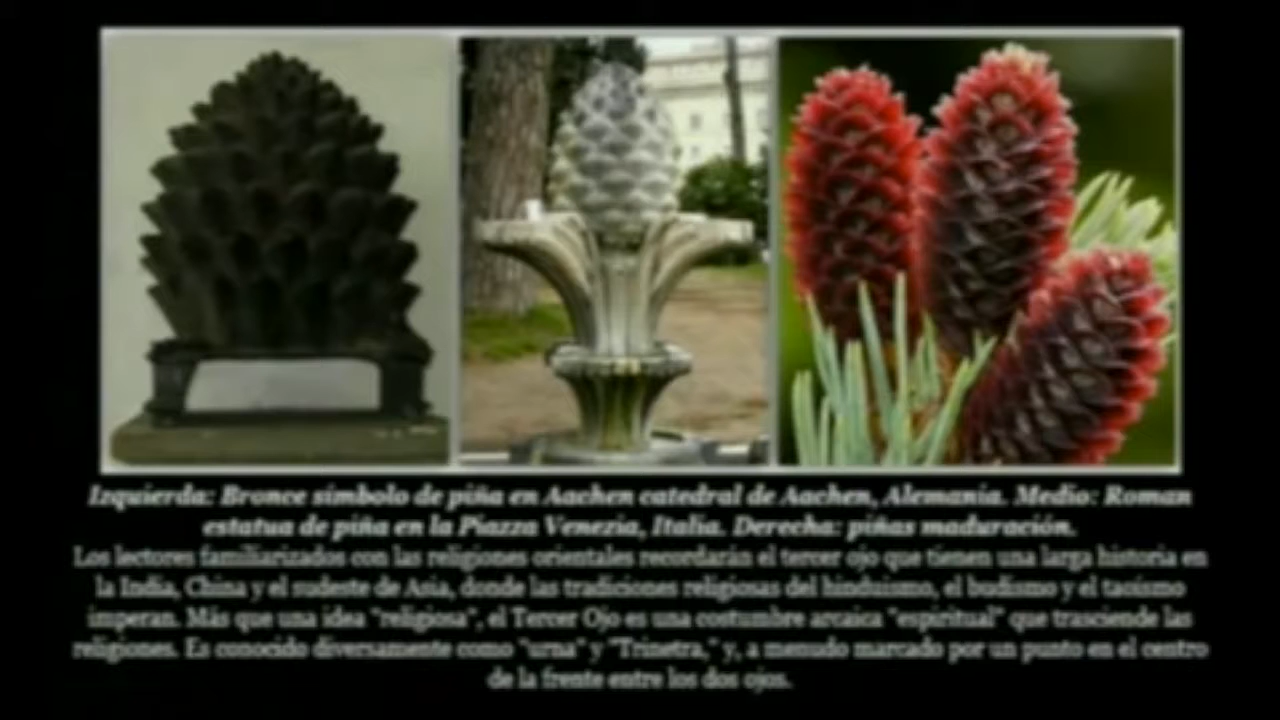 Izquierda: Bronce símbolo de piña en Aachen catedral de Aachen, Alemania. Medio: Roman
estatua de piña en la Piazza Venezia, Italia. Derecha: piñas maduración.
Los lectores familiarizados con las religiones orientales recordarán el tercer ojo que tienen una larga historia en
la India, China y el sudeste de Asia, donde las tradiciones religiosas del hinduismo, el budismo y el taoísmo
imperan. Más que una idea "religiosa", el Tercer Ojo es una costumbre arcaica "espiritual" que trasciende las
religiones. Es conocido diversamente como "urna" y "Trinetra," y, a menudo marcado por un punto en el centro
de la frente entre los dos ojos.